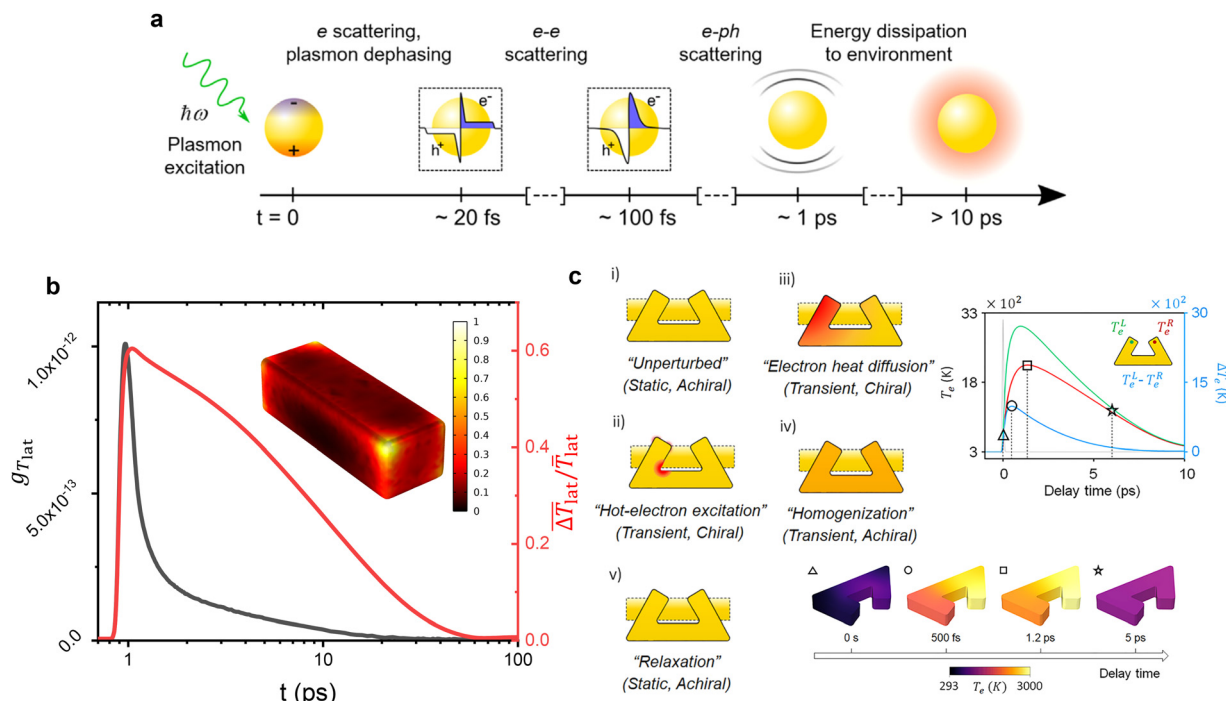 a
e scattering,
plasmon dephasing
e-e
scattering
e-ph
scattering
Energy dissipation
to environment
ħω
Plasmon
excitation
-
+
e⁻
h⁺
e⁻
h⁺
t = 0
~ 20 fs
~ 100 fs
~ 1 ps
> 10 ps
b
g_{T_lat}
1.0x10⁻¹²
5.0x10⁻¹³
0.0
1
10
100
t (ps)
1
0.9
0.8
0.7
0.6
0.5
0.4
0.3
0.2
0.1
0
0.6
0.4
0.2
0.0
ΔT̅_lat/T̅_lat
c
i)
"Unperturbed"
(Static, Achiral)
ii)
"Hot-electron excitation"
(Transient, Chiral)
iii)
"Electron heat diffusion"
(Transient, Chiral)
iv)
"Homogenization"
(Transient, Achiral)
v)
"Relaxation"
(Static, Achiral)
× 10²
× 10²
33
18
3
T_e (K)
30
20
10
0
ΔT_e (K)
T_e^L
T_e^R
T_e^L - T_e^R
0
5
10
Delay time (ps)
0 s
500 fs
1.2 ps
5 ps
Delay time
293
T_e (K)
3000